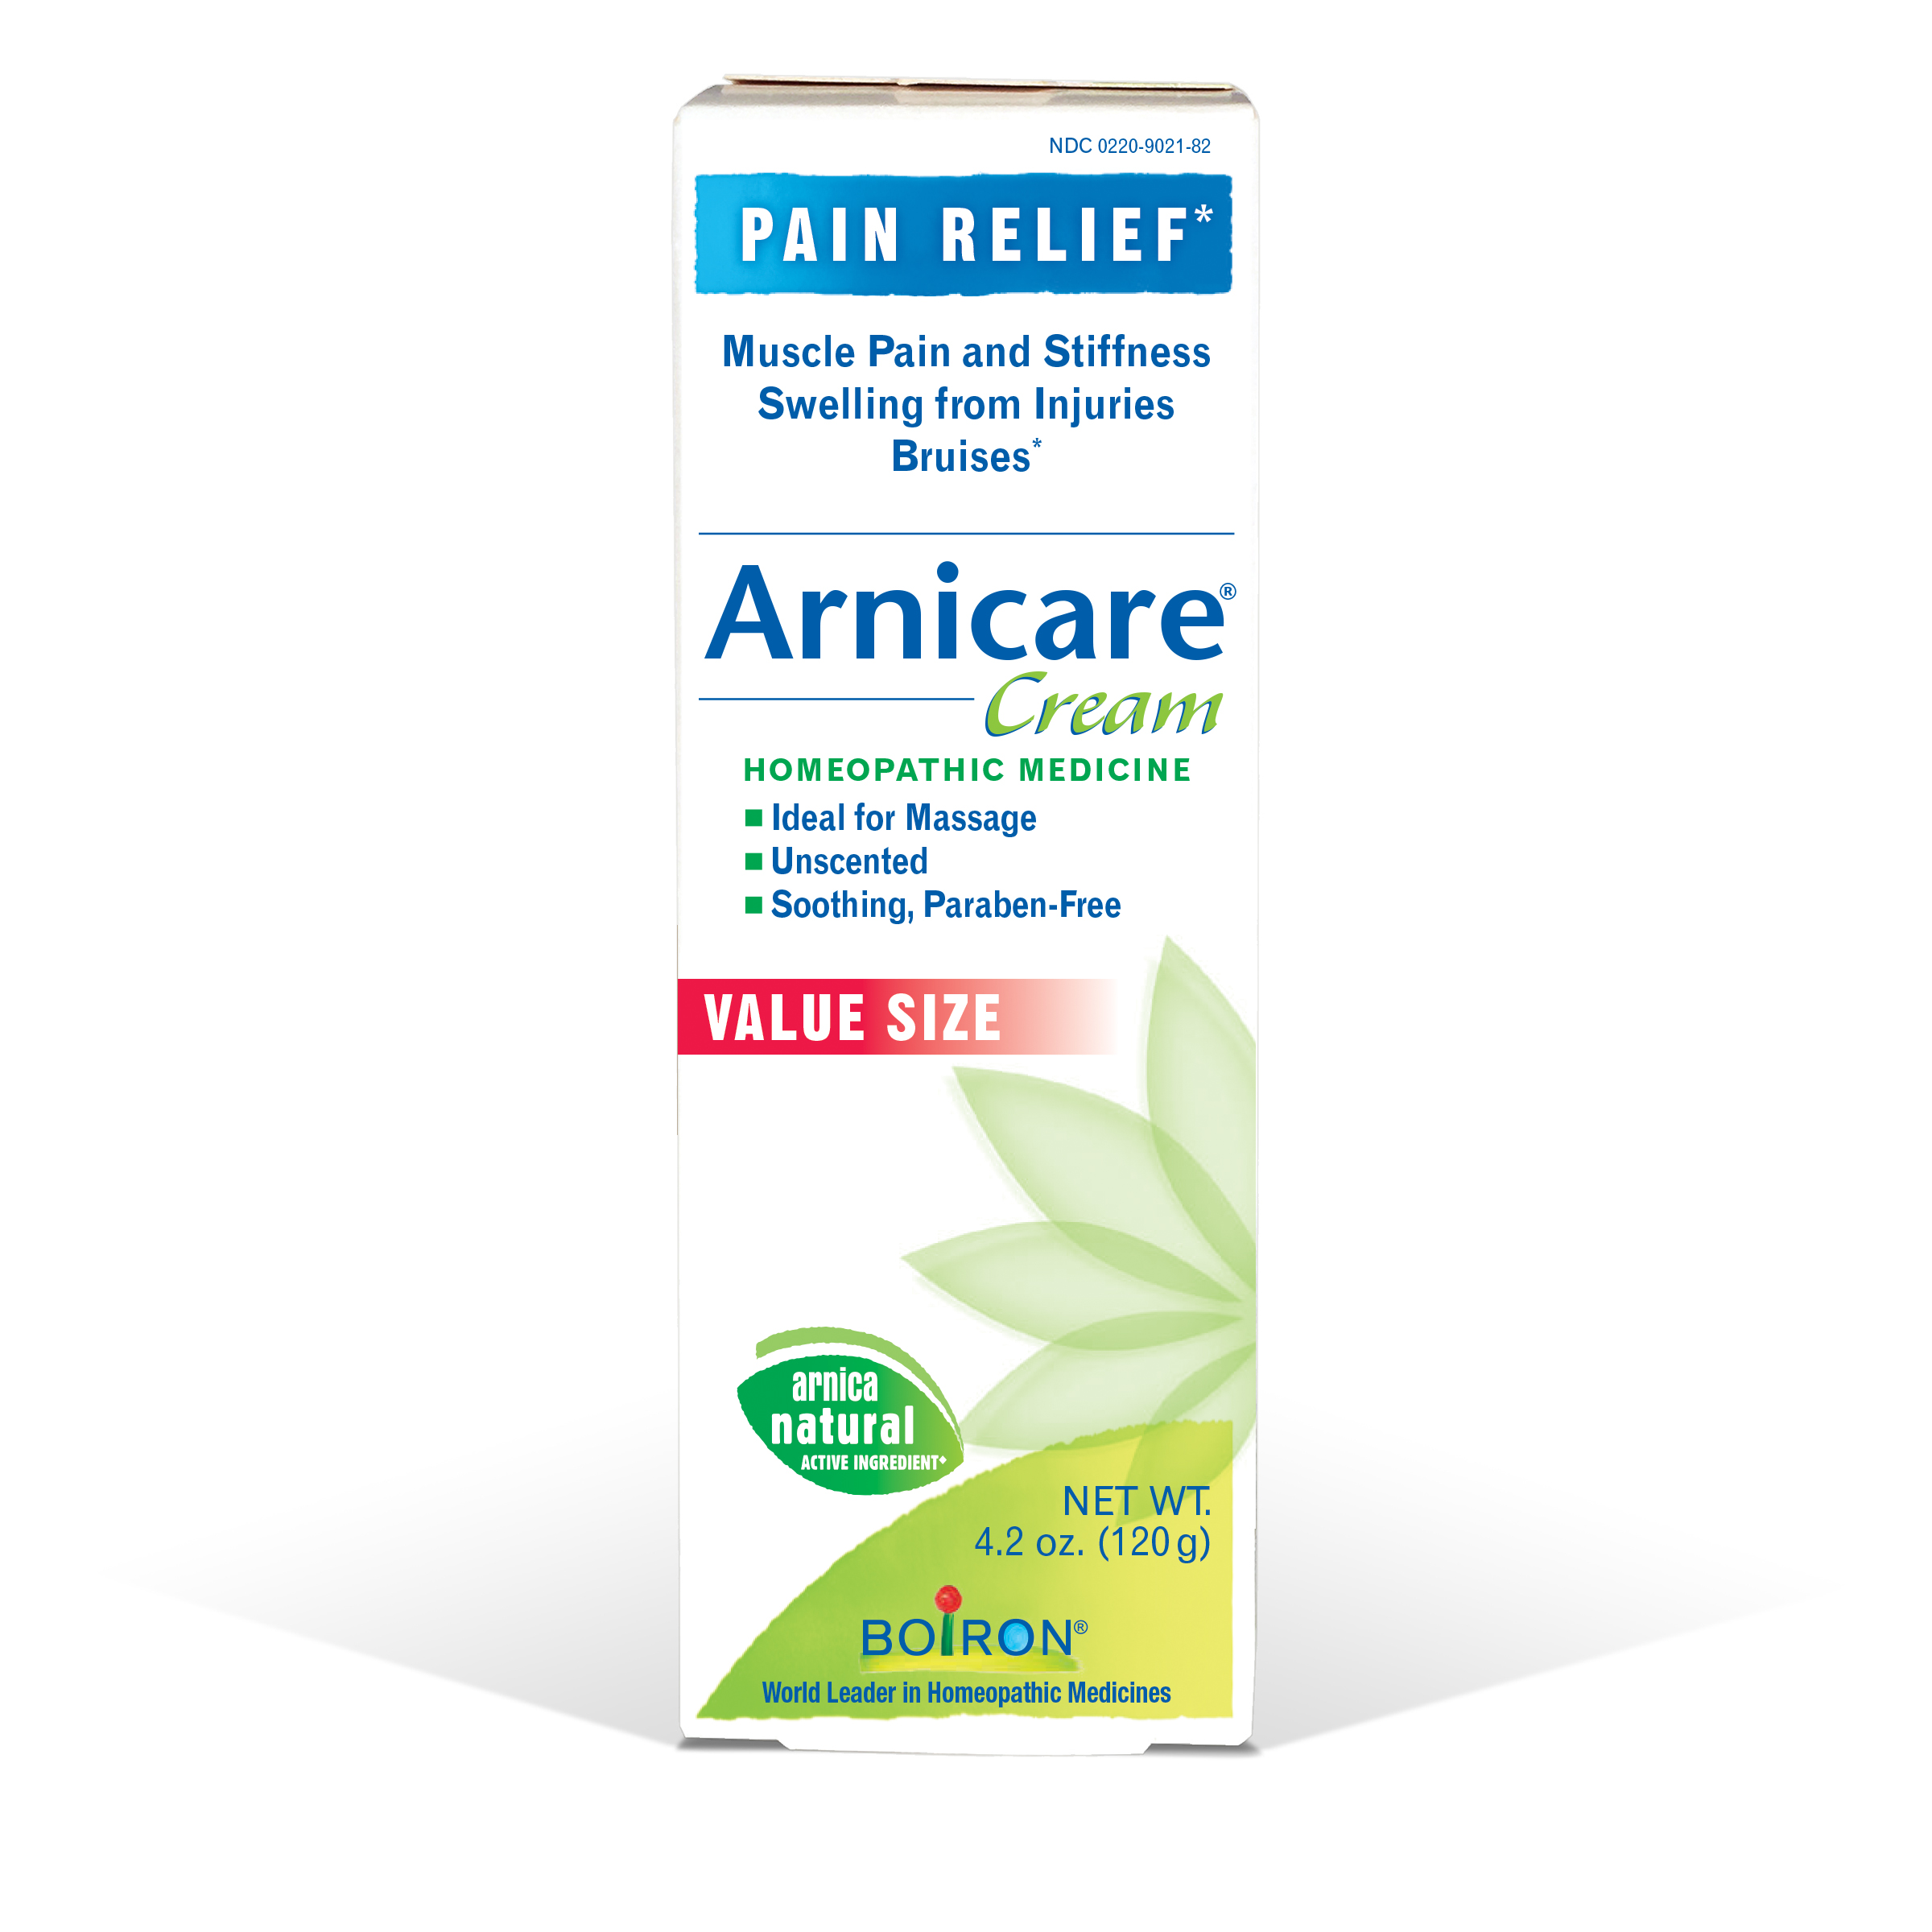 NDC 0220-9021-82
PAIN RELIEF*
Muscle Pain and Stiffness
Swelling from Injuries
Bruises*
Arnicare®
Cream
HOMEOPATHIC MEDICINE
■ Ideal for Massage
■ Unscented
■ Soothing, Paraben-Free
VALUE SIZE
arnica
natural
ACTIVE INGREDIENT◆
NET WT.
4.2 oz. (120 g)
BOIRON®
World Leader in Homeopathic Medicines